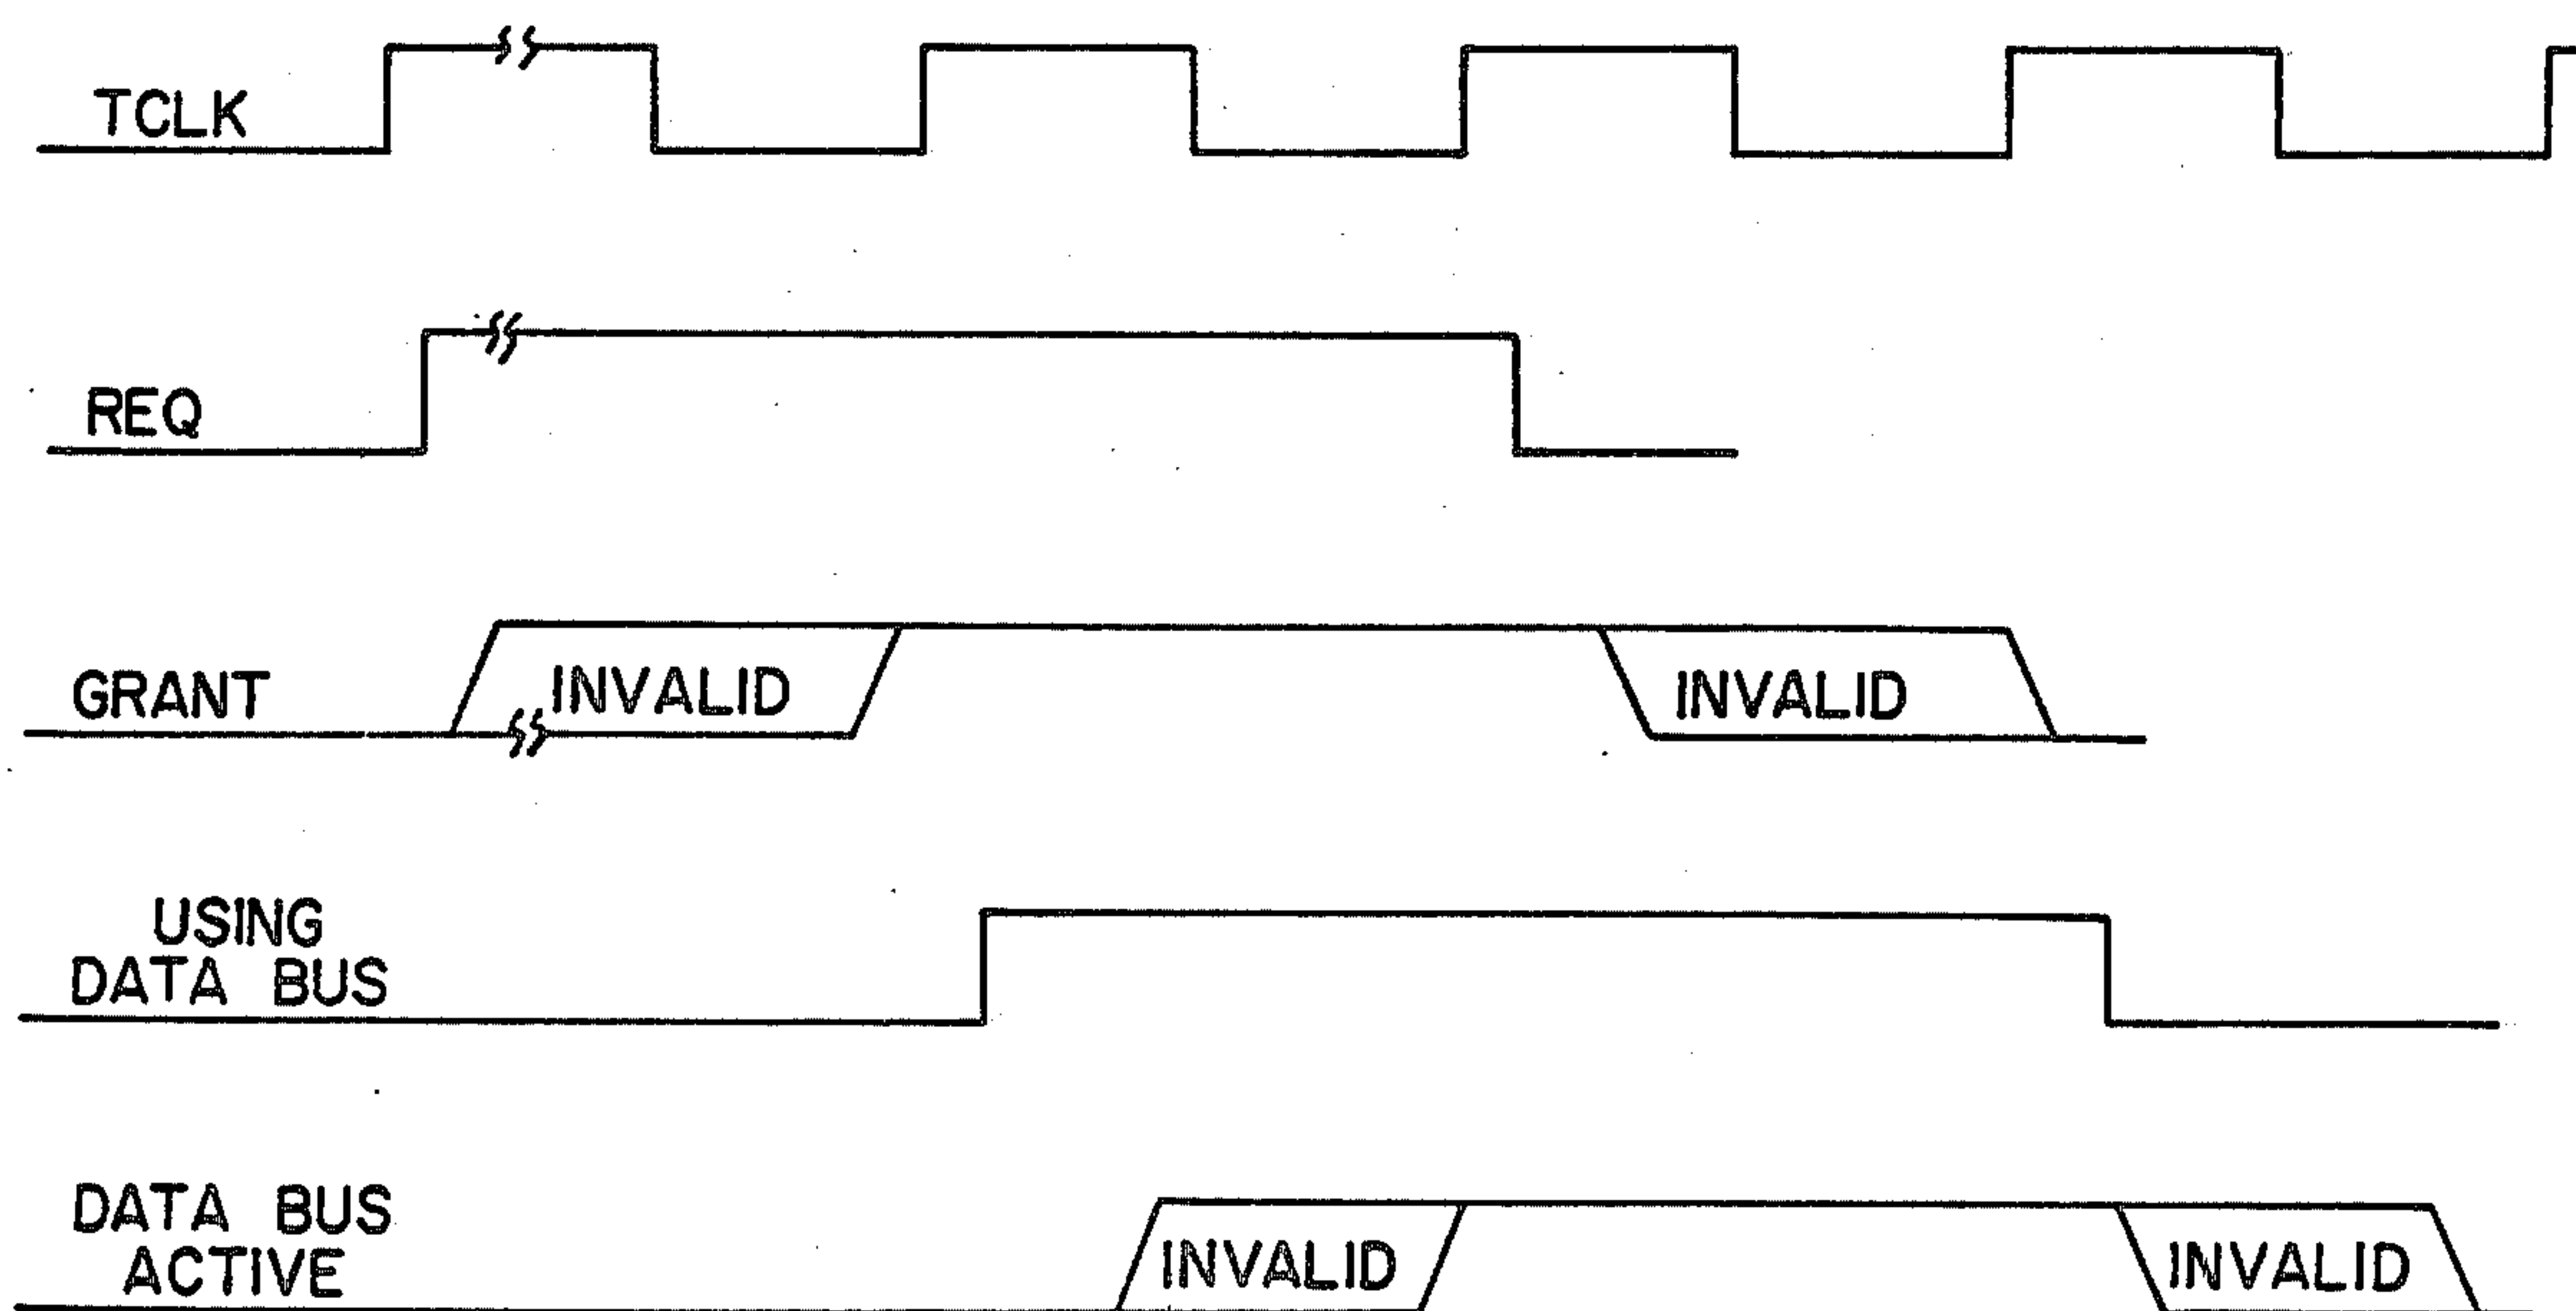 TCLK
REQ
GRANT
INVALID
INVALID
USING
DATA BUS
DATA BUS
ACTIVE
INVALID
INVALID